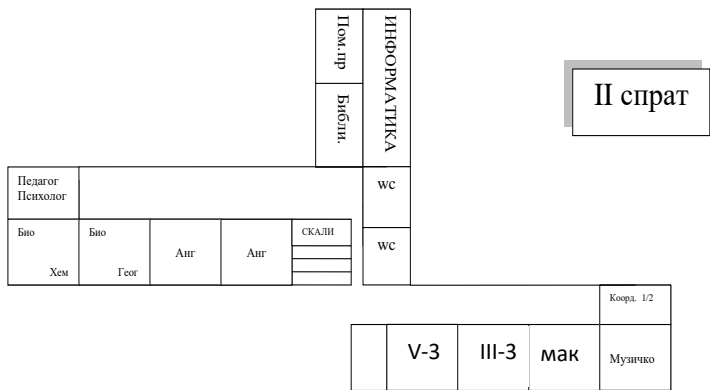 Пом.пр
ИНФОРМАТИКА
Библи.
II спрат
Педагог
Психолог
wc
Био
Хем
Био
Геог
Анг
Анг
СКАЛИ
wc
Коорд. 1/2
V-3
III-3
мак
Музичко